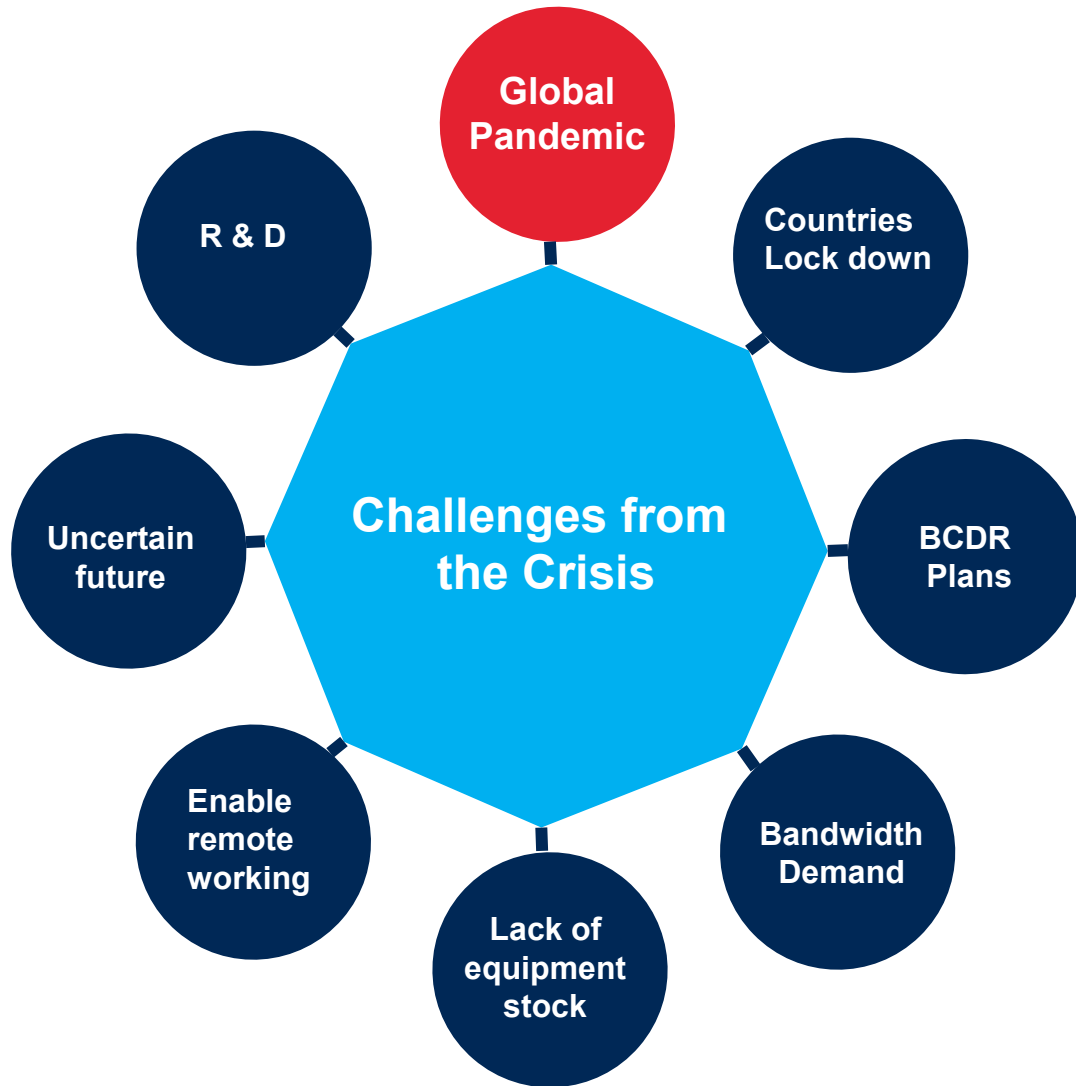 Global
Pandemic
Countries
Lock down
BCDR
Plans
Bandwidth
Demand
Lack of
equipment
stock
Enable
remote
working
Uncertain
future
R & D
Challenges from
the Crisis